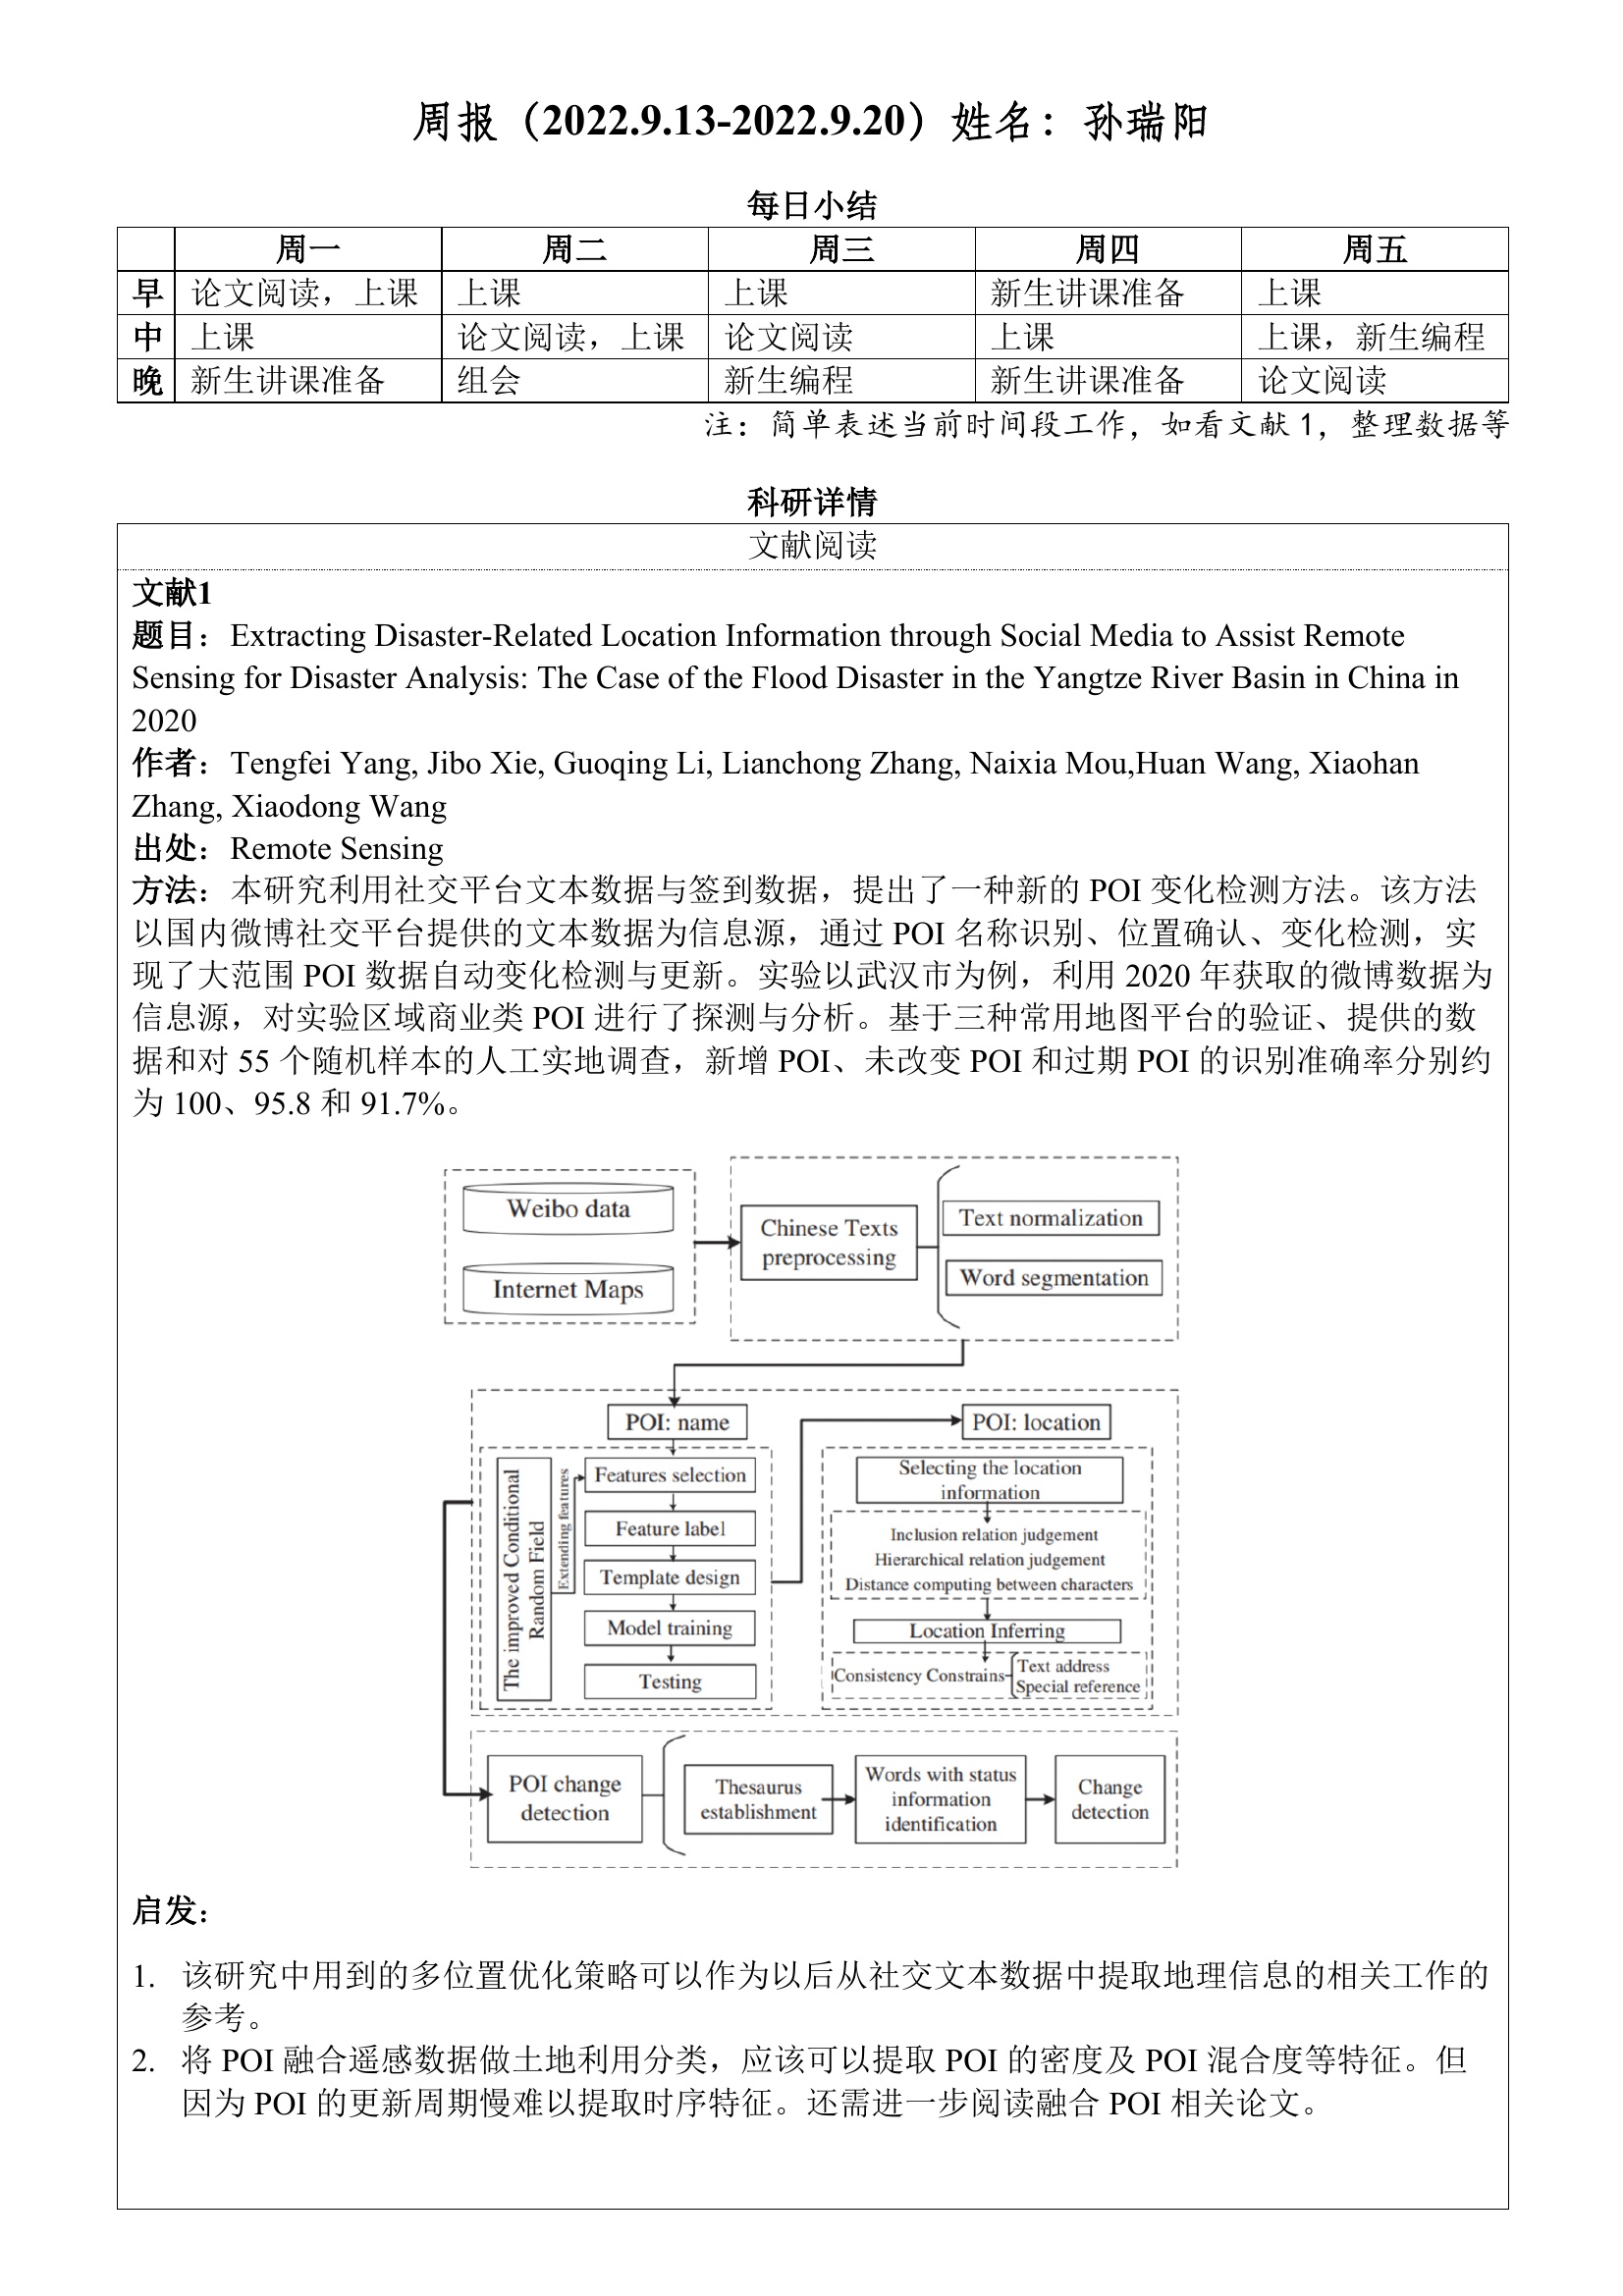 周报（2022.9.13-2022.9.20）姓名：孙瑞阳
每日小结
周一 周二 周三 周四 周五
早 论文阅读，上课 上课 上课 新生讲课准备 上课
中 上课 论文阅读，上课 论文阅读 上课 上课，新生编程
晚 新生讲课准备 组会 新生编程 新生讲课准备 论文阅读
注：简单表述当前时间段工作，如看文献 1，整理数据等
科研详情
文献阅读
文献1
题目：Extracting Disaster-Related Location Information through Social Media to Assist Remote
Sensing for Disaster Analysis: The Case of the Flood Disaster in the Yangtze River Basin in China in
2020
作者：Tengfei Yang, Jibo Xie, Guoqing Li, Lianchong Zhang, Naixia Mou,Huan Wang, Xiaohan
Zhang, Xiaodong Wang
出处：Remote Sensing
方法：本研究利用社交平台文本数据与签到数据，提出了一种新的 POI 变化检测方法。该方法
以国内微博社交平台提供的文本数据为信息源，通过 POI 名称识别、位置确认、变化检测，实
现了大范围 POI 数据自动变化检测与更新。实验以武汉市为例，利用 2020 年获取的微博数据为
信息源，对实验区域商业类 POI 进行了探测与分析。基于三种常用地图平台的验证、提供的数
据和对 55 个随机样本的人工实地调查，新增 POI、未改变 POI 和过期 POI 的识别准确率分别约
为 100、95.8 和 91.7%。
Weibo data
Internet Maps
Chinese Texts
preprocessing
Text normalization
Word segmentation
POI: name
The improved Conditional
Random Field
Extending features
Features selection
Feature label
Template design
Model training
Testing
POI: location
Selecting the location
information
Inclusion relation judgement
Hierarchical relation judgement
Distance computing between characters
Location Inferring
Consistency Constrains
Text address
Special reference
POI change
detection
Thesaurus
establishment
Words with status
information
identification
Change
detection
启发：
1. 该研究中用到的多位置优化策略可以作为以后从社交文本数据中提取地理信息的相关工作的
参考。
2. 将 POI 融合遥感数据做土地利用分类，应该可以提取 POI 的密度及 POI 混合度等特征。但
因为 POI 的更新周期慢难以提取时序特征。还需进一步阅读融合 POI 相关论文。